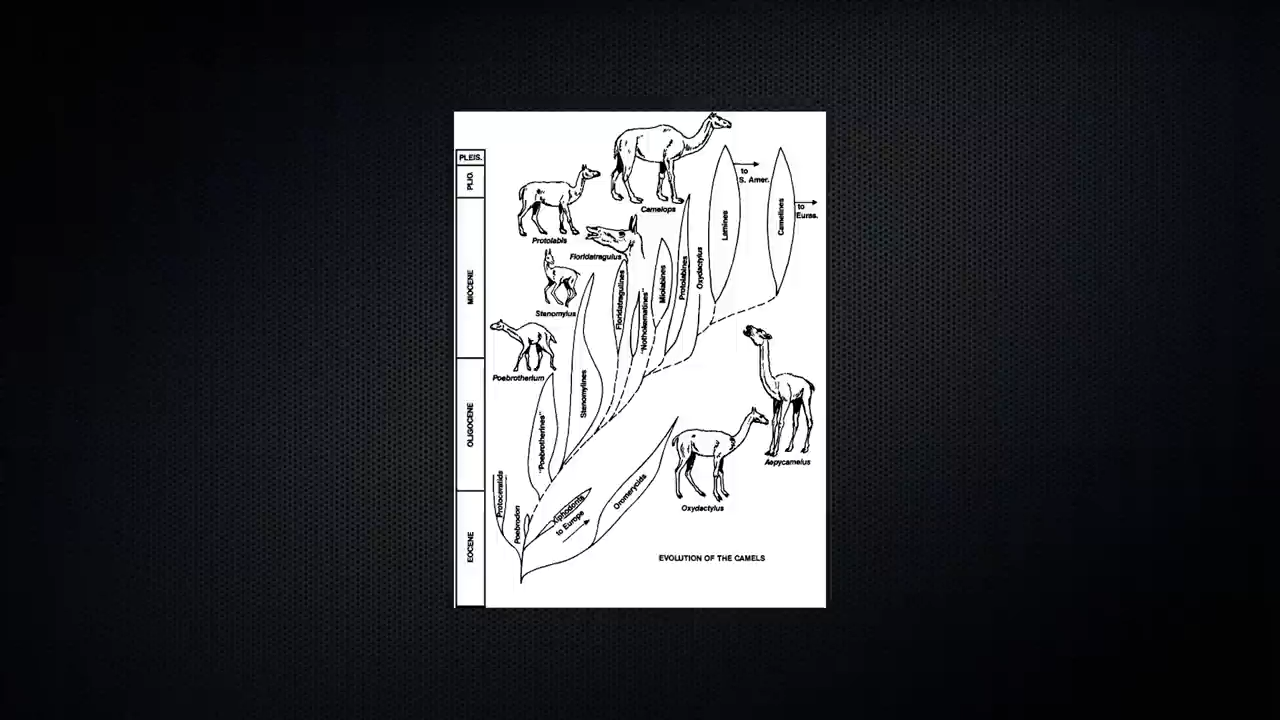 PLEIS.
PLIO.
MIOCENE
OLIGOCENE
EOCENE
Camelops
to
S. Amer.
to
Euras.
Lamines
Camelines
Protolabis
Floridatragulus
Stenomylus
Poebrotherium
Floridatragulines
"Nothokematines"
Miolabines
Protolabines
Oxydactylus
Stenomylines
"Poebrotherines"
Protoceratids
Poebrodon
Xiphodonts
to Europe
Oromerycids
Aepycamelus
Oxydactylus
EVOLUTION OF THE CAMELS